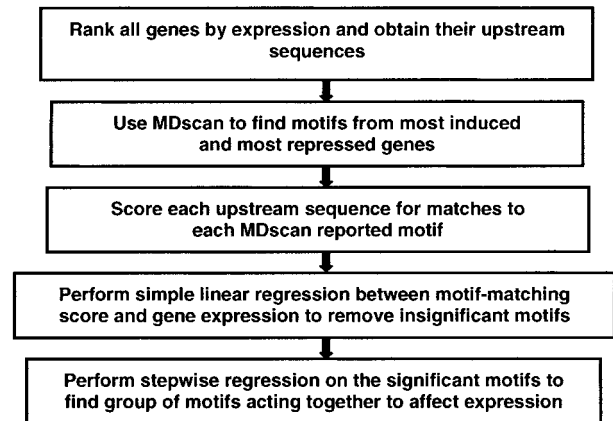 Rank all genes by expression and obtain their upstream
sequences
Use MDscan to find motifs from most induced
and most repressed genes
Score each upstream sequence for matches to
each MDscan reported motif
Perform simple linear regression between motif-matching
score and gene expression to remove insignificant motifs
Perform stepwise regression on the significant motifs to
find group of motifs acting together to affect expression